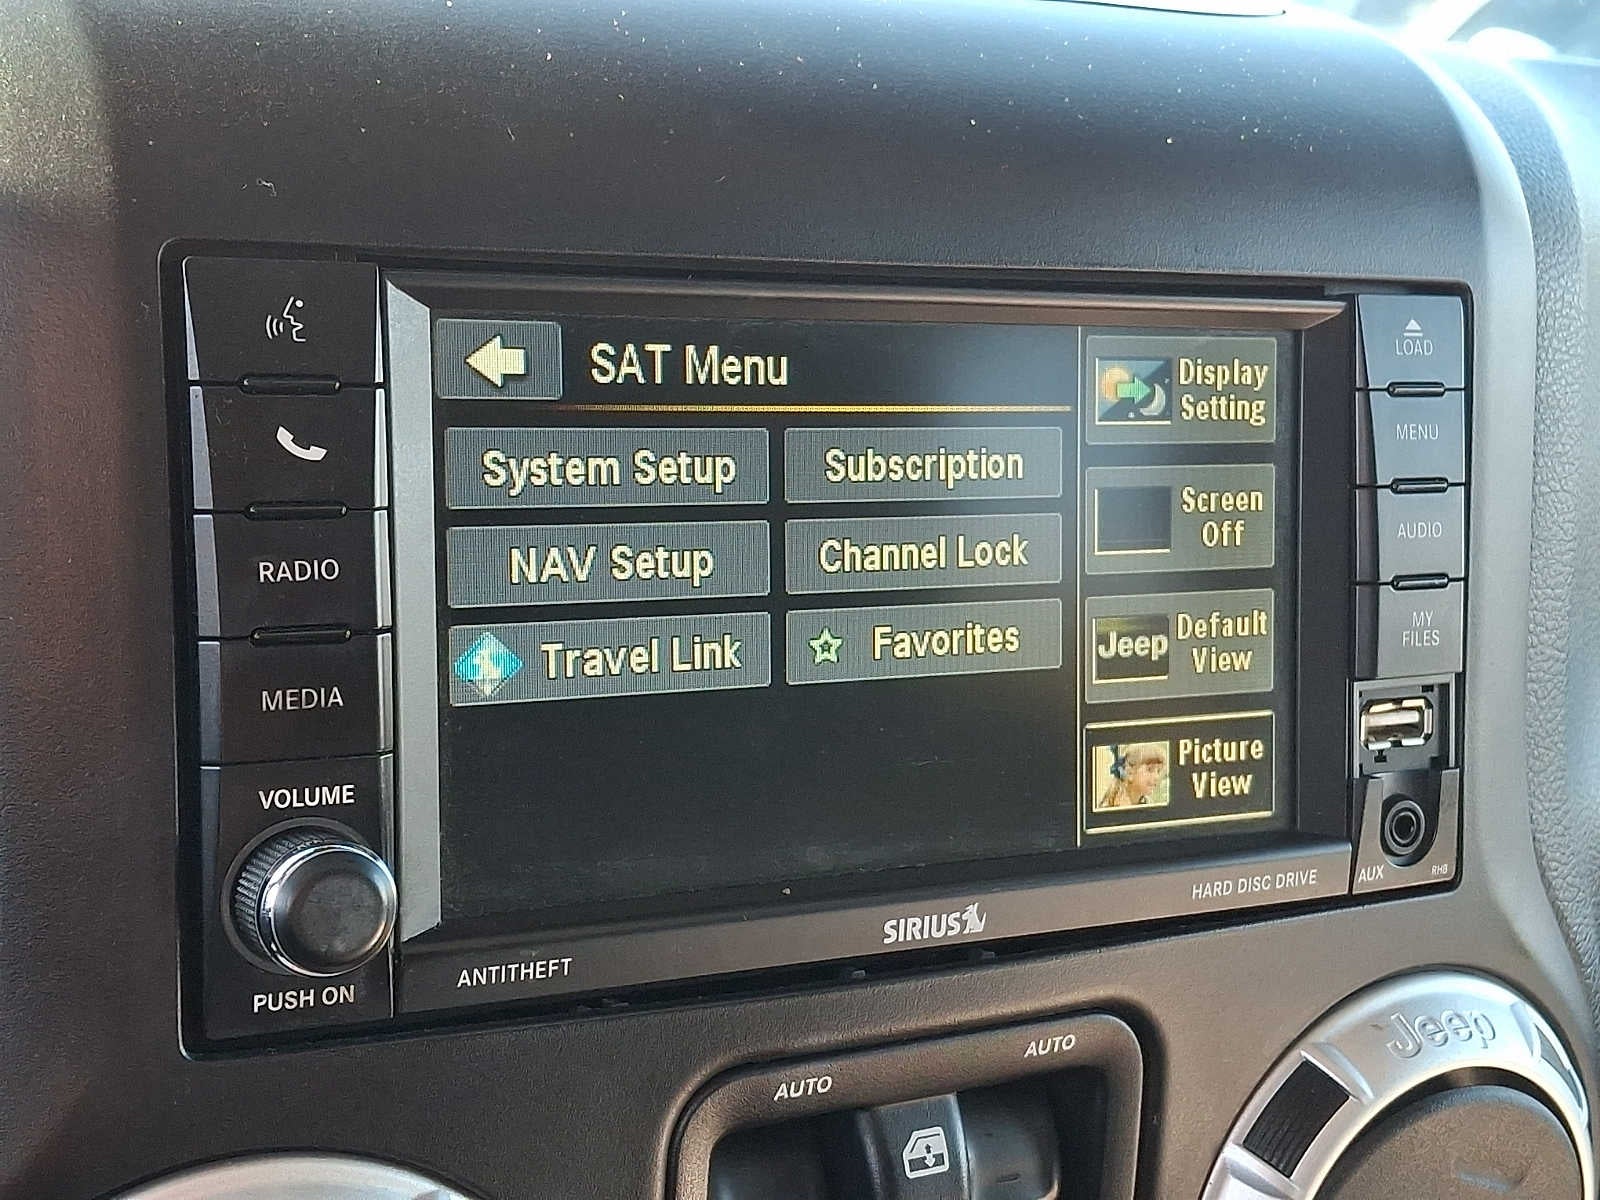 SAT Menu
System Setup
Subscription
NAV Setup
Channel Lock
Travel Link
Favorites
Display
Setting
Screen
Off
Jeep
Default
View
Picture
View
RADIO
MEDIA
VOLUME
PUSH ON
LOAD
MENU
AUDIO
MY
FILES
AUX
RHB
ANTITHEFT
SIRIUS
HARD DISC DRIVE
AUTO
AUTO
Jeep